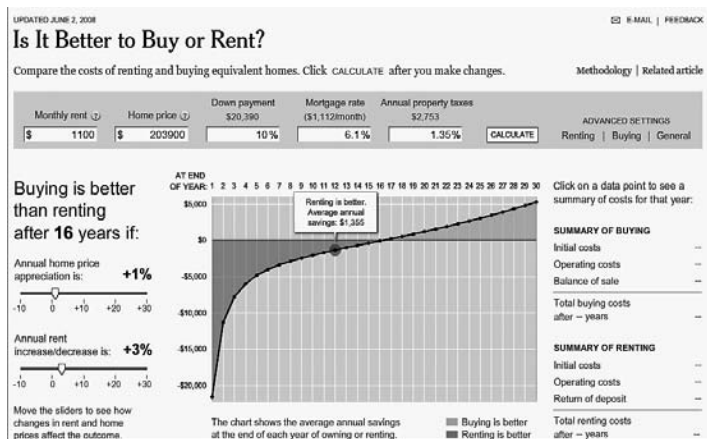 UPDATED JUNE 2, 2008
E-MAIL | FEEDBACK
Is It Better to Buy or Rent?
Compare the costs of renting and buying equivalent homes. Click CALCULATE after you make changes.
Methodology | Related article
Monthly rent ?
$ 1100
Home price ?
$ 203900
Down payment
$20,390
10%
Mortgage rate
($1,112/month)
6.1%
Annual property taxes
$2,753
1.35%
CALCULATE
ADVANCED SETTINGS
Renting | Buying | General
Buying is better
than renting
after 16 years if:
Annual home price
appreciation is: +1%
-10 0 +10 +20 +30
Annual rent
increase/decrease is: +3%
-10 0 +10 +20 +30
Move the sliders to see how
changes in rent and home
prices affect the outcome.
AT END
OF YEAR: 1 2 3 4 5 6 7 8 9 10 11 12 13 14 15 16 17 18 19 20 21 22 23 24 25 26 27 28 29 30
$5,000
$0
-$5,000
-$10,000
-$15,000
-$20,000
Renting is better.
Average annual
savings: $1,355
The chart shows the average annual savings
at the end of each year of owning or renting.
Buying is better
Renting is better
Click on a data point to see a
summary of costs for that year:
SUMMARY OF BUYING
Initial costs --
Operating costs --
Balance of sale --
Total buying costs
after -- years --
SUMMARY OF RENTING
Initial costs --
Operating costs --
Return of deposit --
Total renting costs
after -- years --